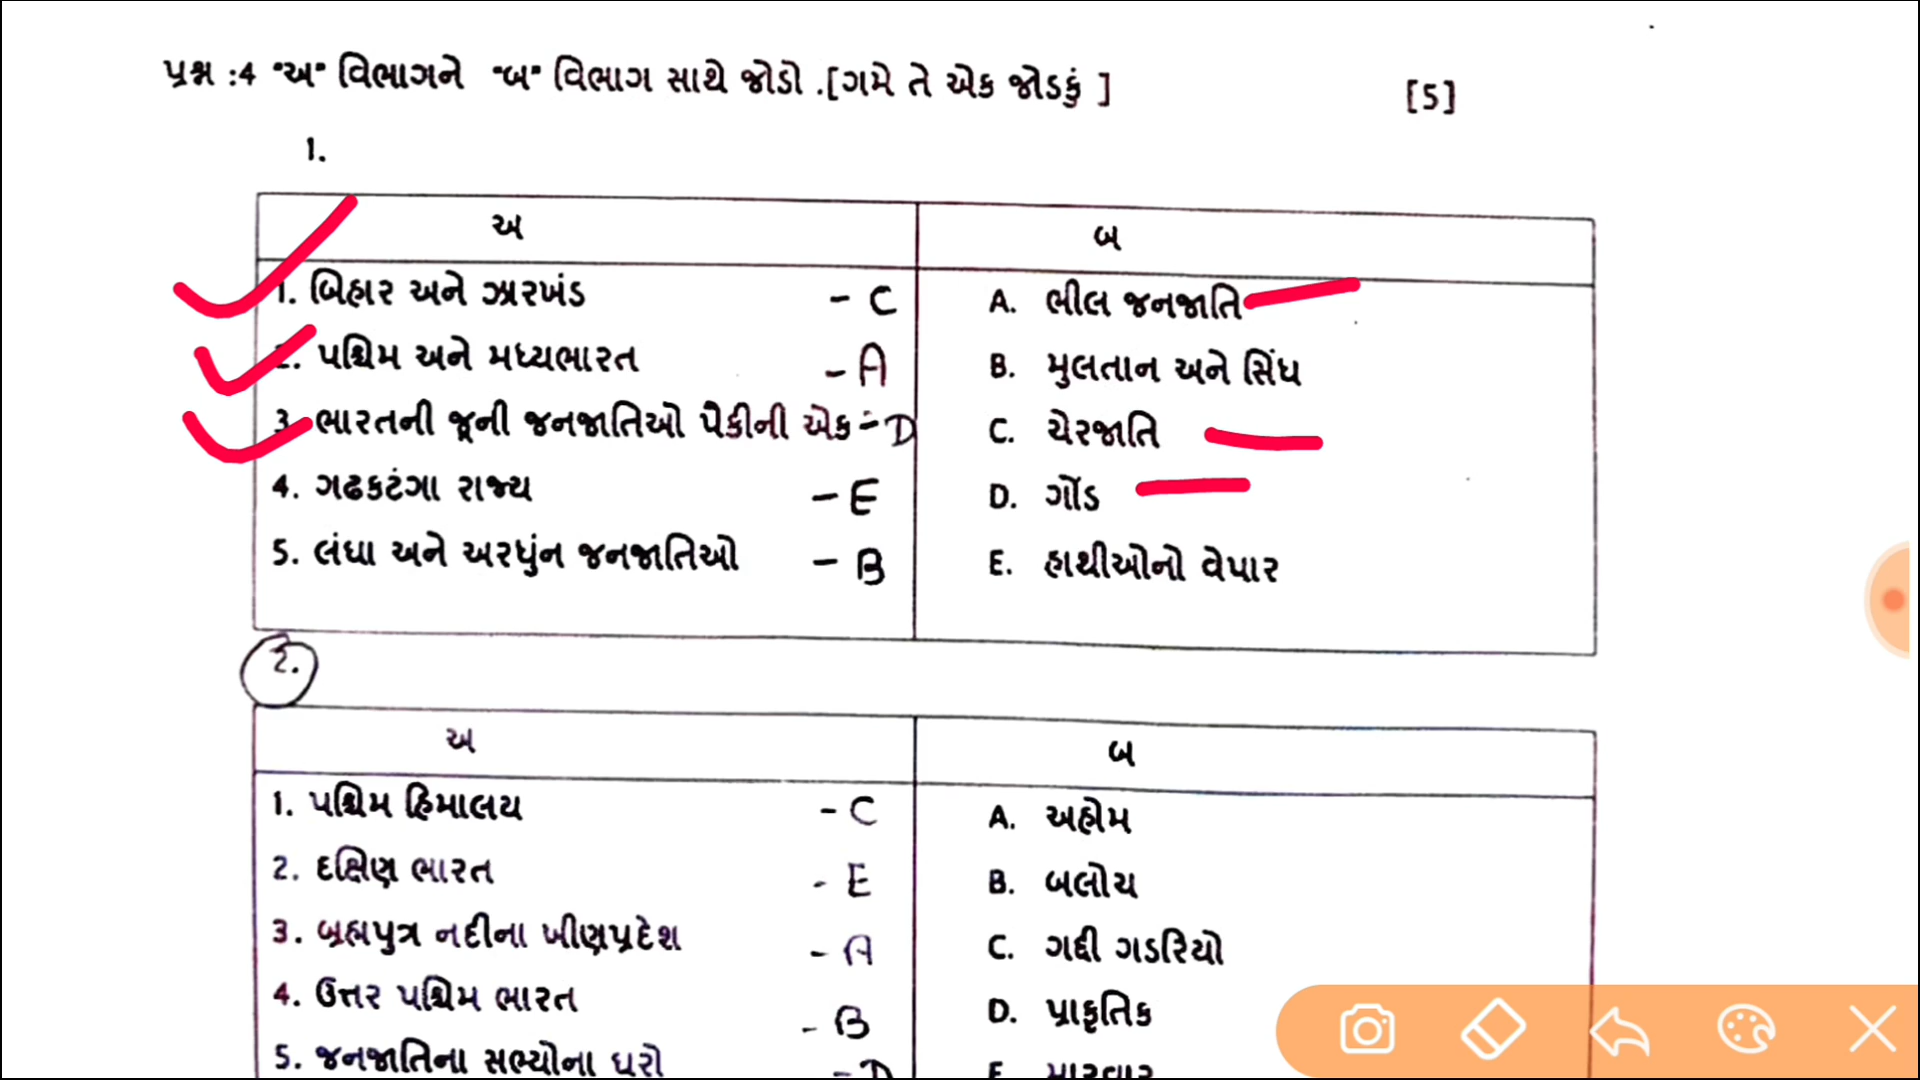 પ્રશ્ન :4 "અ" વિભાગને "બ" વિભાગ સાથે જોડો .[ગમે તે એક જોડકું ] [5]
1.
અ બ
1. બિહાર અને ઝારખંડ - C A. ભીલ જનજાતિ
2. પશ્ચિમ અને મધ્યભારત - A B. મુલતાન અને સિંધ
3. ભારતની જૂની જનજાતિઓ પૈકીની એક - D C. ચેરજાતિ
4. ગઢકટંગા રાજ્ય - E D. ગોંડ
5. લંઘા અને અરઘુંન જનજાતિઓ - B E. હાથીઓનો વેપાર
2.
અ બ
1. પશ્ચિમ હિમાલય - C A. અહોમ
2. દક્ષિણ ભારત - E B. બલોચ
3. બ્રહ્મપુત્ર નદીના ખીણપ્રદેશ - A C. ગદ્દી ગડરિયો
4. ઉત્તર પશ્ચિમ ભારત - B D. પ્રાકૃતિક
5. જનજાતિના સભ્યોના ઘરો - D E. મારવાર